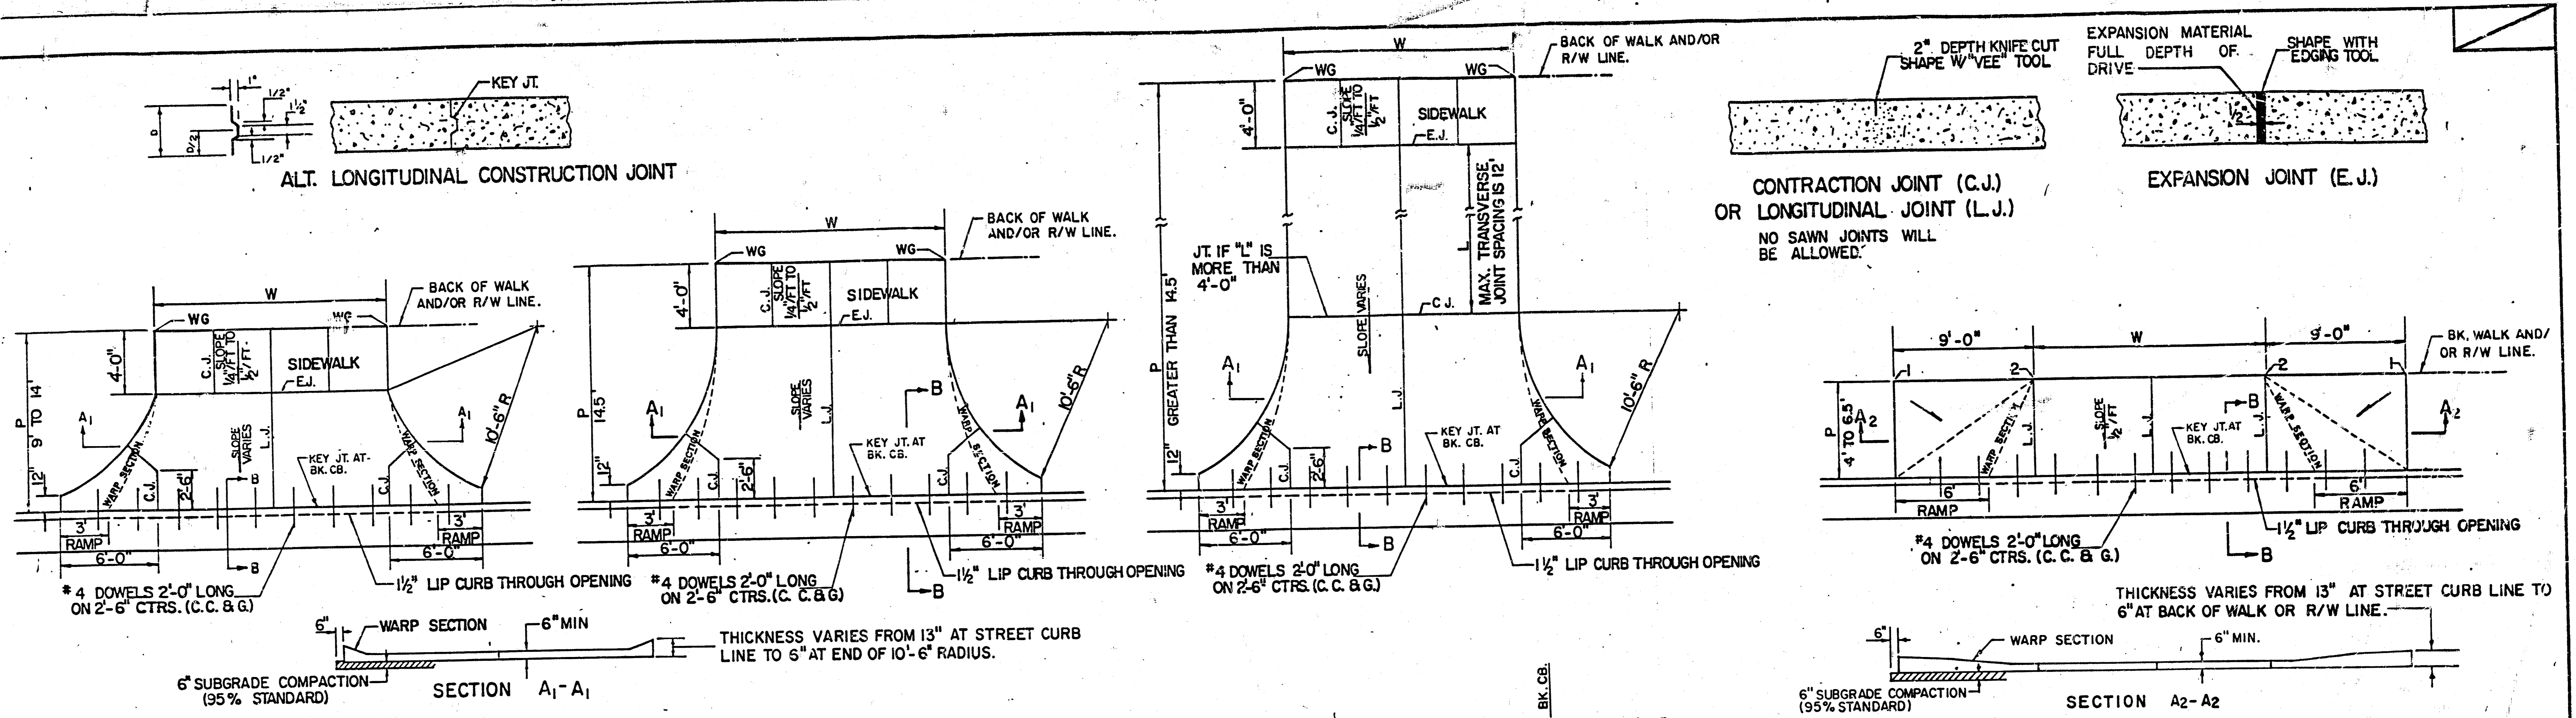 1"
1/2"
1½"
D
D/2
1/2"
KEY JT.
ALT. LONGITUDINAL CONSTRUCTION JOINT
W
BACK OF WALK
AND/OR R/W LINE.
WG
WG
4'-0"
C.J.
SLOPE
¼"/FT TO
½"/FT.
SIDEWALK
E.J.
P
9' TO 14'
12"
A1
A1
10'-6" R
WARP SECTION
WARP SECTION
SLOPE
VARIES
L.J.
KEY JT. AT
BK. CB.
C.J.
C.J.
2'-6"
B
B
3'
RAMP
6'-0"
3'
RAMP
6'-0"
#4 DOWELS 2'-0" LONG
ON 2'-6" CTRS. (C.C. & G.)
1½" LIP CURB THROUGH OPENING
W
BACK OF WALK
AND/OR R/W LINE.
WG
WG
4'-0"
C.J.
SLOPE
¼"/FT TO
½"/FT
SIDEWALK
E.J.
P
14.5'
12"
A1
A1
10'-6" R
WARP SECTION
WARP SECTION
SLOPE
VARIES
L.J.
KEY JT. AT
BK. CB.
C.J.
C.J.
2'-6"
B
B
3'
RAMP
6'-0"
3'
RAMP
6'-0"
#4 DOWELS 2'-0" LONG
ON 2'-6" CTRS. (C. C. & G.)
1½" LIP CURB THROUGH OPENING
W
BACK OF WALK AND/OR
R/W LINE.
WG
WG
4'-0"
C.J.
SLOPE
¼"/FT TO
½"/FT
SIDEWALK
E.J.
P
GREATER THAN 14.5'
12"
JT. IF "L" IS
MORE THAN
4'-0"
L
MAX. TRANSVERSE
JOINT SPACING IS 12'
C.J.
A1
A1
10'-6" R
WARP SECTION
WARP SECTION
SLOPE VARIES
L.J.
KEY JT. AT
BK. CB.
C.J.
C.J.
2'-6"
B
B
3'
RAMP
6'-0"
3'
RAMP
6'-0"
#4 DOWELS 2'-0" LONG
ON 2'-6" CTRS. (C. C. & G.)
1½" LIP CURB THROUGH OPENING
2" DEPTH KNIFE CUT
SHAPE W/"VEE" TOOL
CONTRACTION JOINT (C.J.)
OR LONGITUDINAL JOINT (L.J.)
NO SAWN JOINTS WILL
BE ALLOWED.
EXPANSION MATERIAL
FULL DEPTH OF
DRIVE
SHAPE WITH
EDGING TOOL
1/2"
EXPANSION JOINT (E.J.)
9'-0"
W
9'-0"
BK. WALK AND/
OR R/W LINE.
1
2
2
1
P
4' TO 6.5'
A2
A2
WARP SECTION
WARP SECTION
L.J.
L.J.
L.J.
SLOPE
½"/FT
KEY JT. AT
BK. CB.
B
B
6'
RAMP
6'
RAMP
#4 DOWELS 2'-0" LONG
ON 2'-6" CTRS. (C. C. & G.)
1½" LIP CURB THROUGH OPENING
6"
WARP SECTION
6" MIN
THICKNESS VARIES FROM 13" AT STREET CURB
LINE TO 6" AT END OF 10'-6" RADIUS.
6" SUBGRADE COMPACTION
(95% STANDARD)
SECTION A1-A1
BK. CB.
THICKNESS VARIES FROM 13" AT STREET CURB LINE TO
6" AT BACK OF WALK OR R/W LINE.
6"
WARP SECTION
6" MIN.
6" SUBGRADE COMPACTION
(95% STANDARD)
SECTION A2-A2